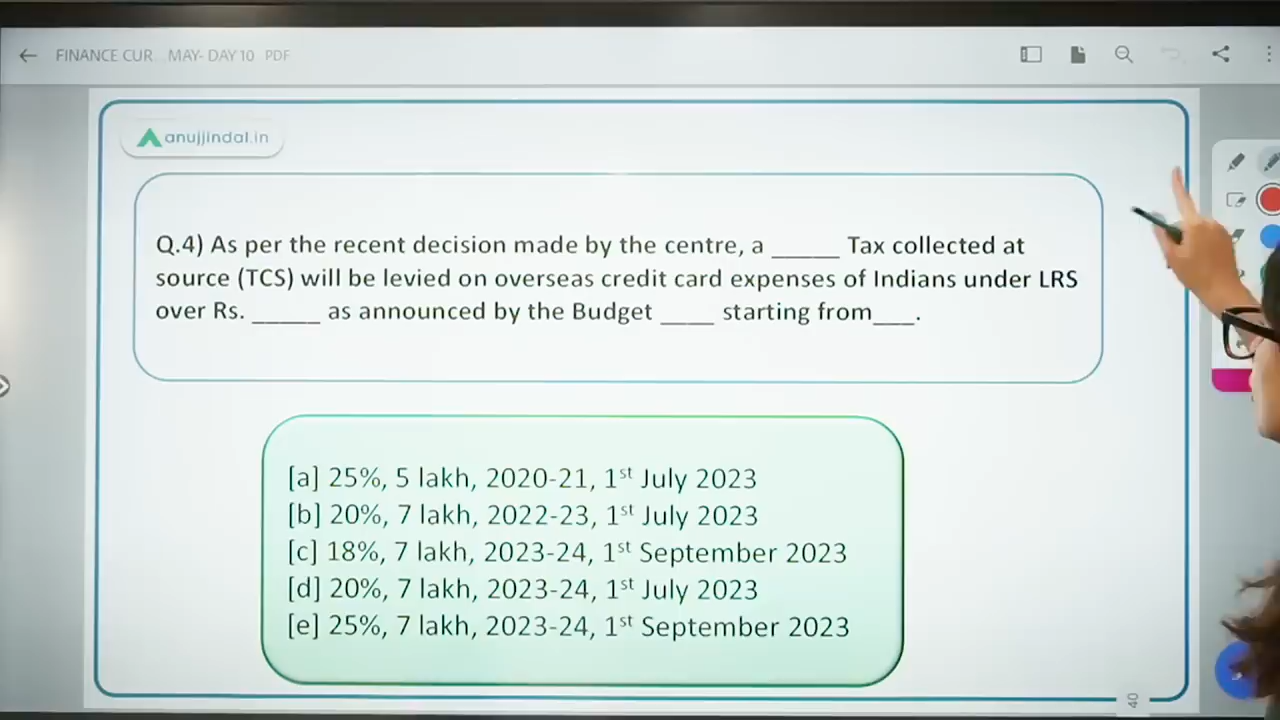 FINANCE CUR... MAY- DAY 10 PDF
anujjindal.in
Q.4) As per the recent decision made by the centre, a ______ Tax collected at
source (TCS) will be levied on overseas credit card expenses of Indians under LRS
over Rs. ______ as announced by the Budget _____ starting from____.
[a] 25%, 5 lakh, 2020-21, 1st July 2023
[b] 20%, 7 lakh, 2022-23, 1st July 2023
[c] 18%, 7 lakh, 2023-24, 1st September 2023
[d] 20%, 7 lakh, 2023-24, 1st July 2023
[e] 25%, 7 lakh, 2023-24, 1st September 2023
40